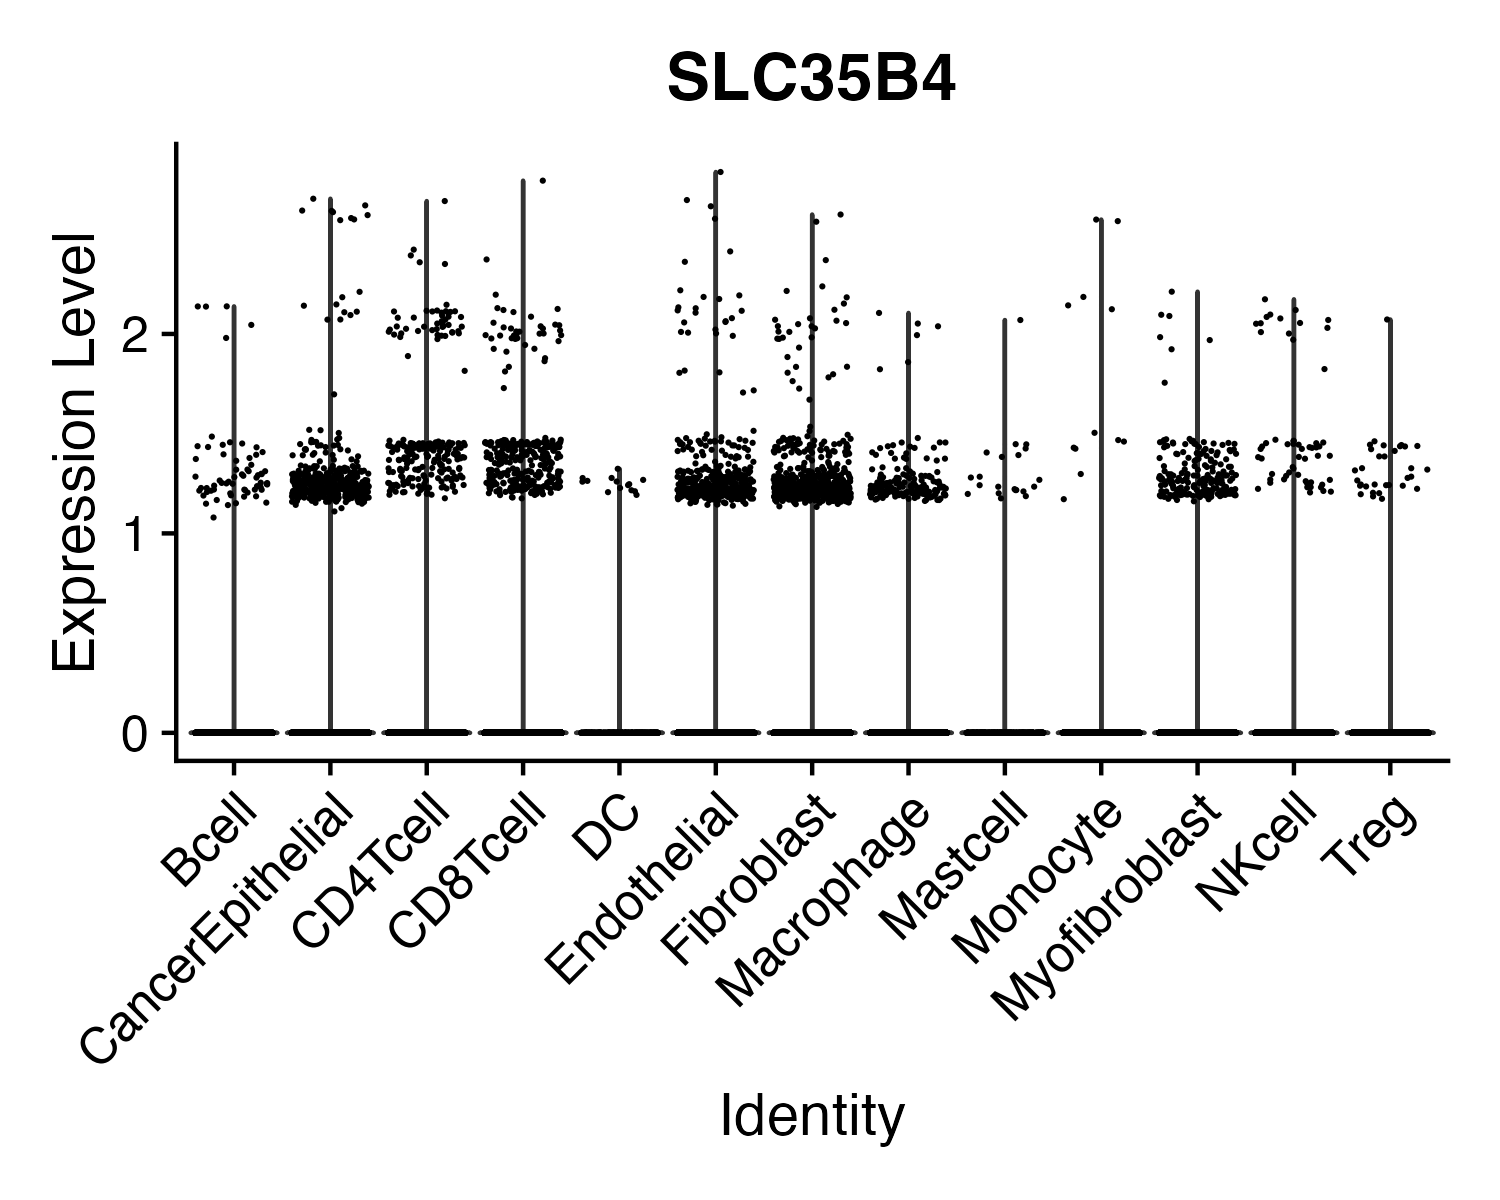 SLC35B4
Expression Level
2
1
0
Bcell
CancerEpithelial
CD4Tcell
CD8Tcell
DC
Endothelial
Fibroblast
Macrophage
Mastcell
Monocyte
Myofibroblast
NKcell
Treg
Identity